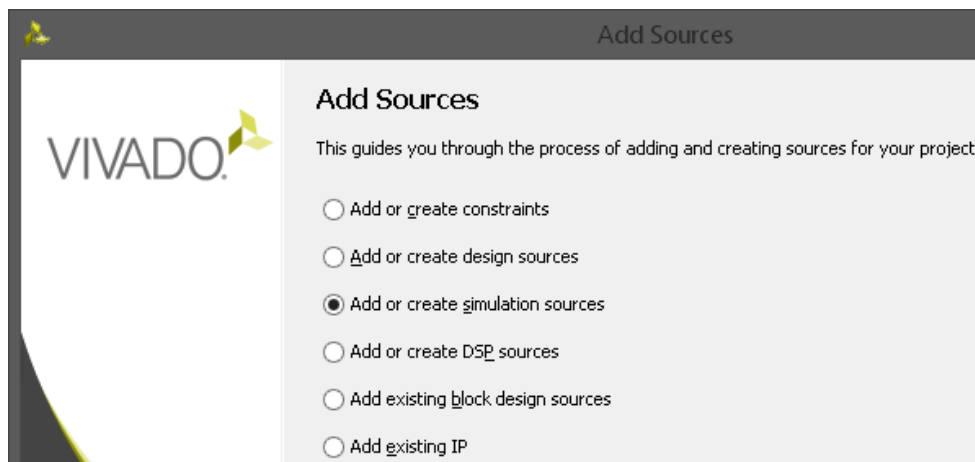 Add Sources
VIVADO.
Add Sources
This guides you through the process of adding and creating sources for your project
Add or create constraints
Add or create design sources
Add or create simulation sources
Add or create DSP sources
Add existing block design sources
Add existing IP